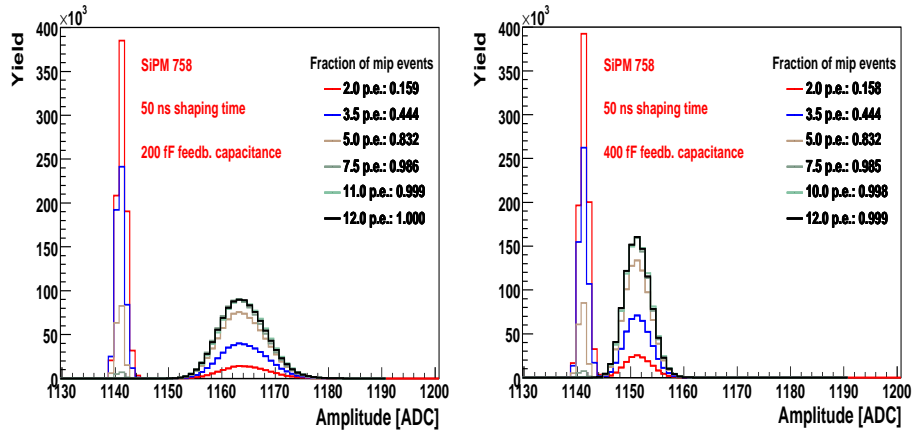 ×10³
400
350
300
250
200
150
100
50
0
Yield
SiPM 758
50 ns shaping time
200 fF feedb. capacitance
Fraction of mip events
2.0 p.e.: 0.159
3.5 p.e.: 0.444
5.0 p.e.: 0.832
7.5 p.e.: 0.986
11.0 p.e.: 0.999
12.0 p.e.: 1.000
1130 1140 1150 1160 1170 1180 1190 1200
Amplitude [ADC]
×10³
400
350
300
250
200
150
100
50
0
Yield
SiPM 758
50 ns shaping time
400 fF feedb. capacitance
Fraction of mip events
2.0 p.e.: 0.158
3.5 p.e.: 0.444
5.0 p.e.: 0.832
7.5 p.e.: 0.985
10.0 p.e.: 0.998
12.0 p.e.: 0.999
1130 1140 1150 1160 1170 1180 1190 1200
Amplitude [ADC]